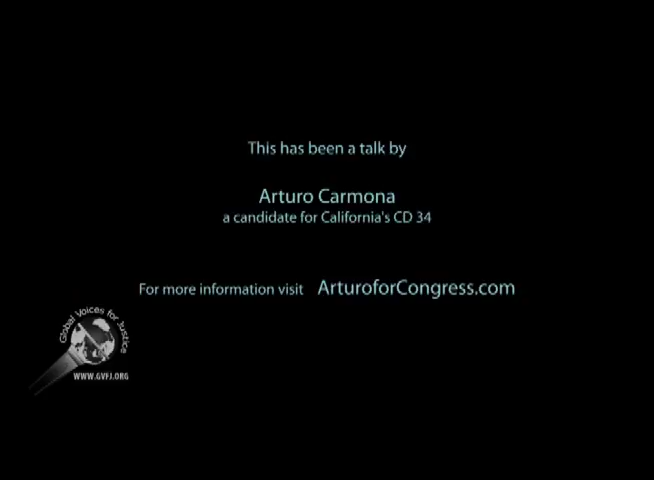 This has been a talk by
Arturo Carmona
a candidate for California's CD 34
For more information visit ArturoforCongress.com
Global Voices for Justice
WWW.GVFJ.ORG